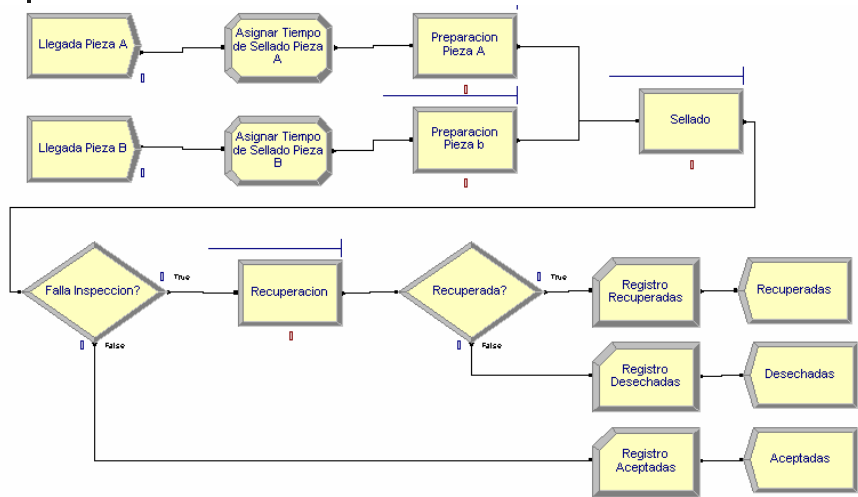 Llegada Pieza A
Asignar Tiempo
de Sellado Pieza
A
Preparacion
Pieza A
Llegada Pieza B
Asignar Tiempo
de Sellado Pieza
B
Preparacion
Pieza b
Sellado
Falla Inspeccion?
True
False
Recuperacion
Recuperada?
True
False
Registro
Recuperadas
Recuperadas
Registro
Desechadas
Desechadas
Registro
Aceptadas
Aceptadas